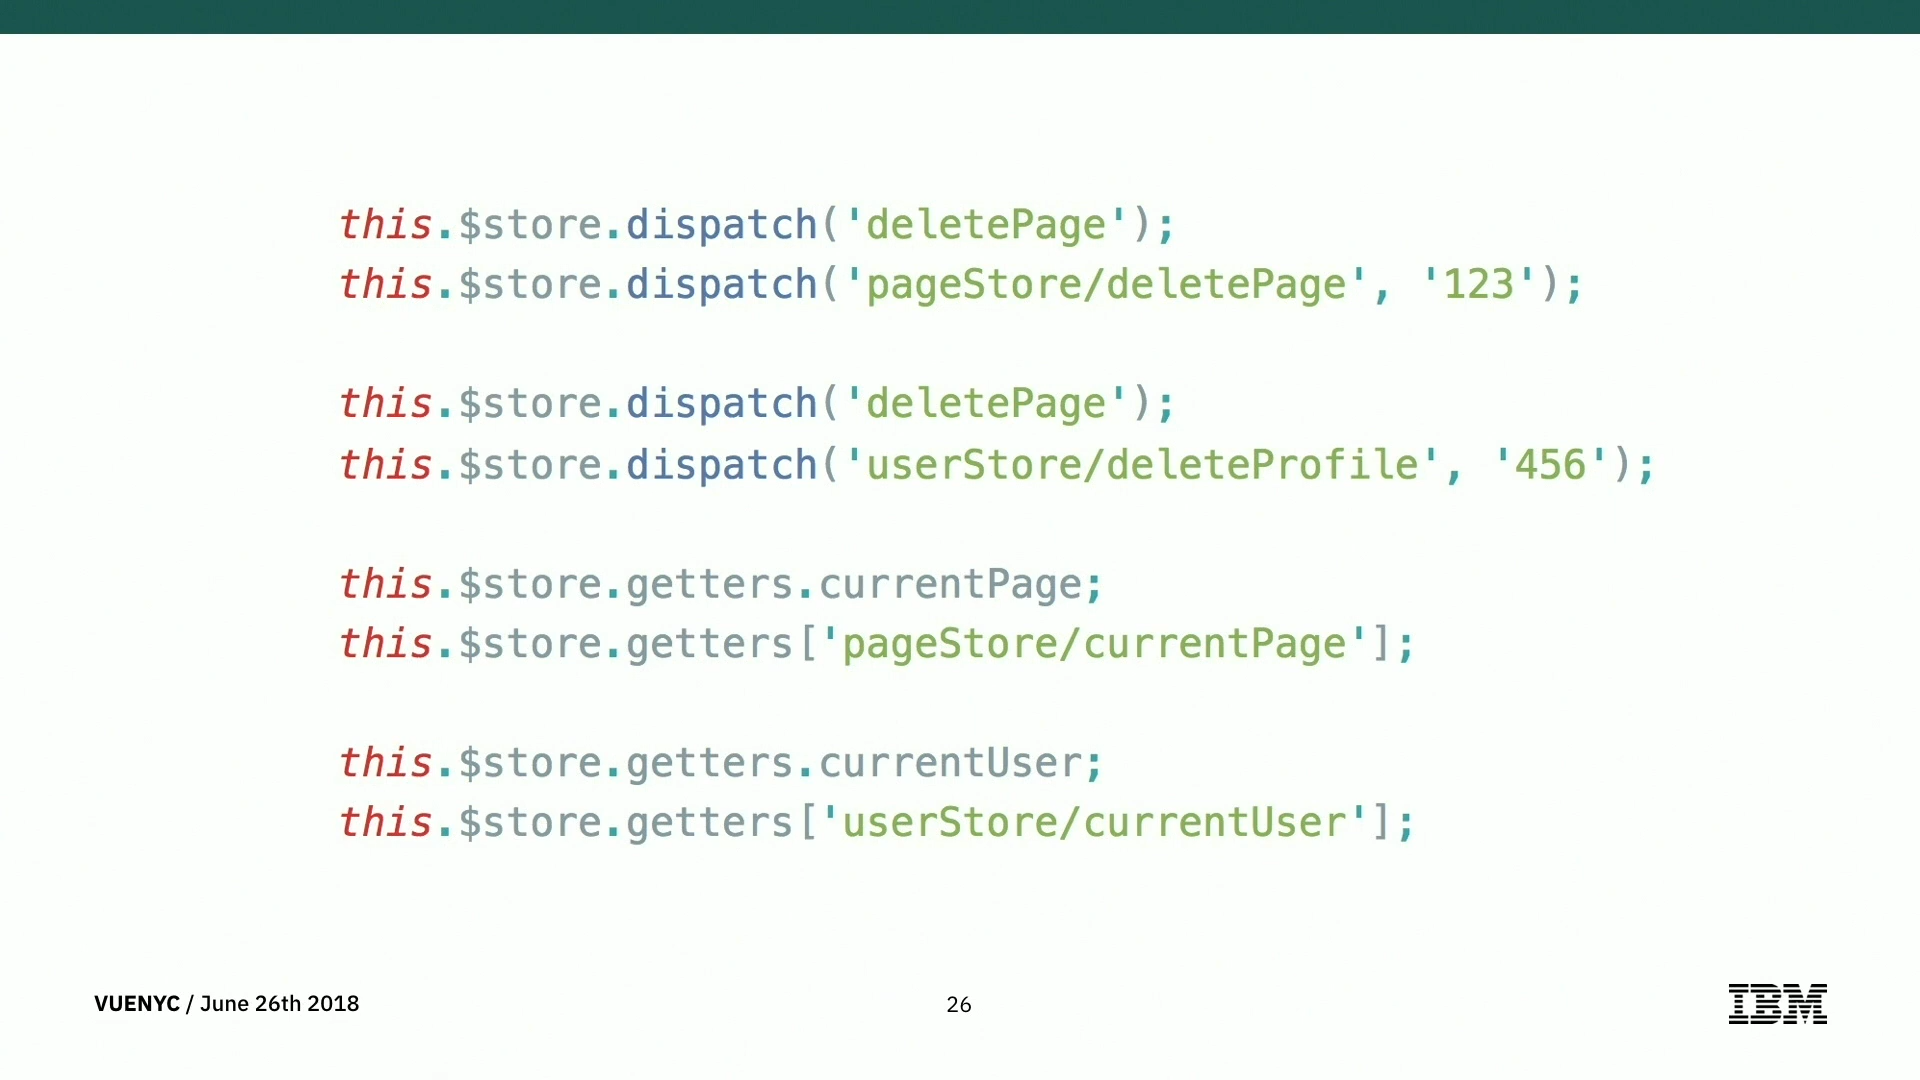 this.$store.dispatch('deletePage');
this.$store.dispatch('pageStore/deletePage', '123');
this.$store.dispatch('deletePage');
this.$store.dispatch('userStore/deleteProfile', '456');
this.$store.getters.currentPage;
this.$store.getters['pageStore/currentPage'];
this.$store.getters.currentUser;
this.$store.getters['userStore/currentUser'];
VUENYC / June 26th 2018
26
IBM